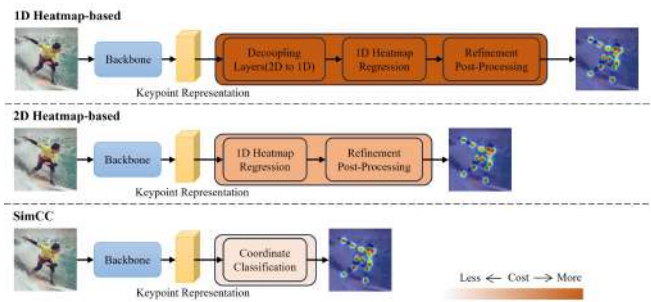 1D Heatmap-based
Backbone
Decoupling
Layers(2D to 1D)
1D Heatmap
Regression
Refinement
Post-Processing
Keypoint Representation
2D Heatmap-based
Backbone
1D Heatmap
Regression
Refinement
Post-Processing
Keypoint Representation
SimCC
Backbone
Coordinate
Classification
Keypoint Representation
Less ← Cost → More